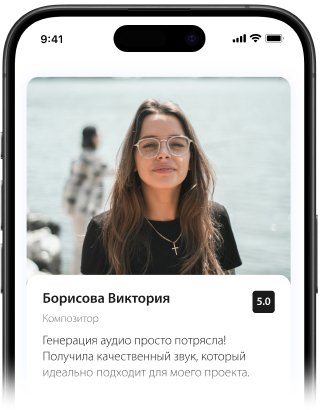 9:41
Борисова Виктория
5.0
Композитор
Генерация аудио просто потрясла!
Получила качественный звук, который
идеально подходит для моего проекта.